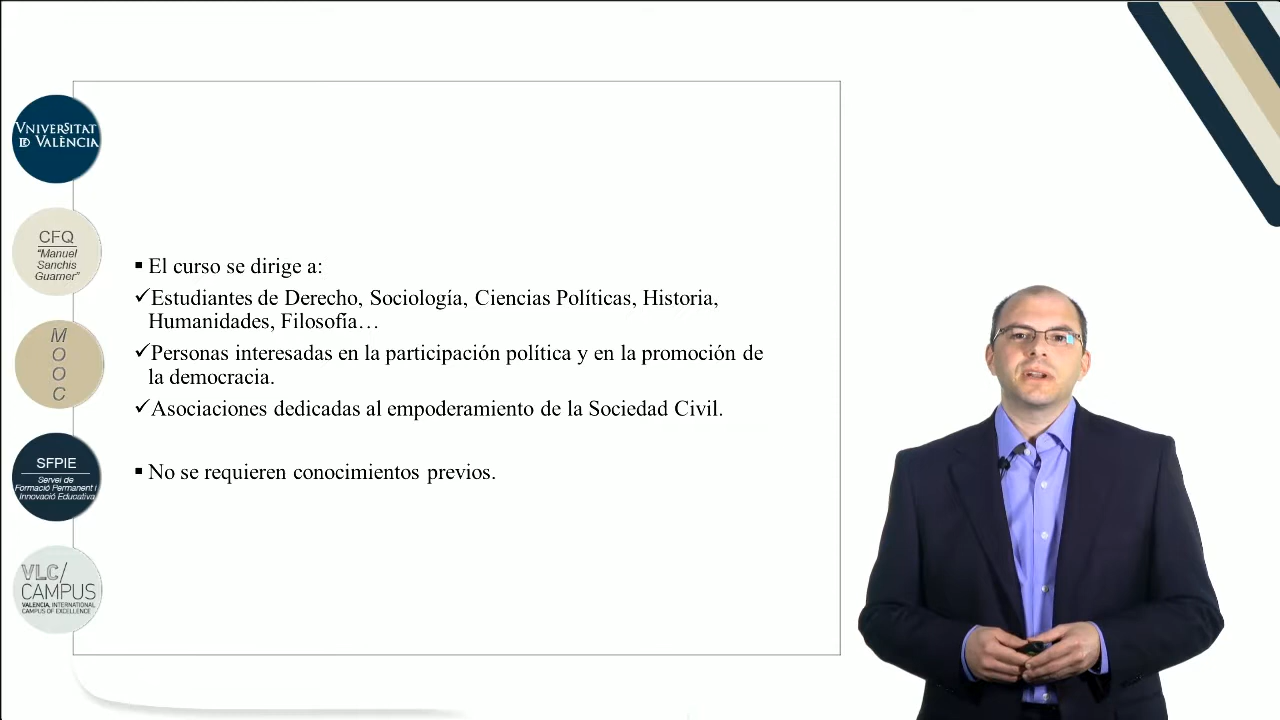 VNIVERSITAT
DE VALÈNCIA
CFQ
“Manuel
Sanchis
Guarner”
M
O
O
C
SFPIE
Servei de
Formació Permanent i
Innovació Educativa
VLC/
CAMPUS
VALENCIA, INTERNATIONAL
CAMPUS OF EXCELLENCE
▪ El curso se dirige a:
✓Estudiantes de Derecho, Sociología, Ciencias Políticas, Historia,
Humanidades, Filosofía…
✓Personas interesadas en la participación política y en la promoción de
la democracia.
✓Asociaciones dedicadas al empoderamiento de la Sociedad Civil.
▪ No se requieren conocimientos previos.